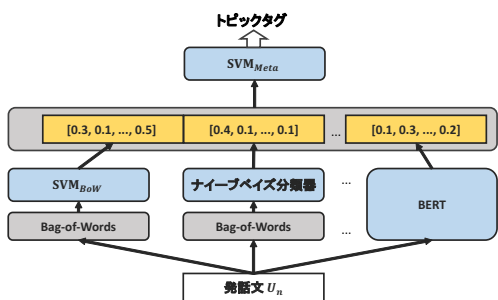 トピックタグ
SVM_Meta
[0.3, 0.1, ..., 0.5] [0.4, 0.1, ..., 0.1] ... [0.1, 0.3, ..., 0.2]
SVM_BoW ナイーブベイズ分類器 ... BERT
Bag-of-Words Bag-of-Words ...
発話文 U_n